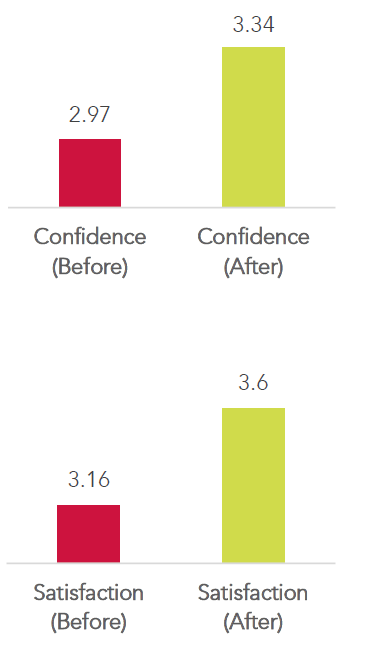 3.34
2.97
Confidence
(Before)
Confidence
(After)
3.6
3.16
Satisfaction
(Before)
Satisfaction
(After)